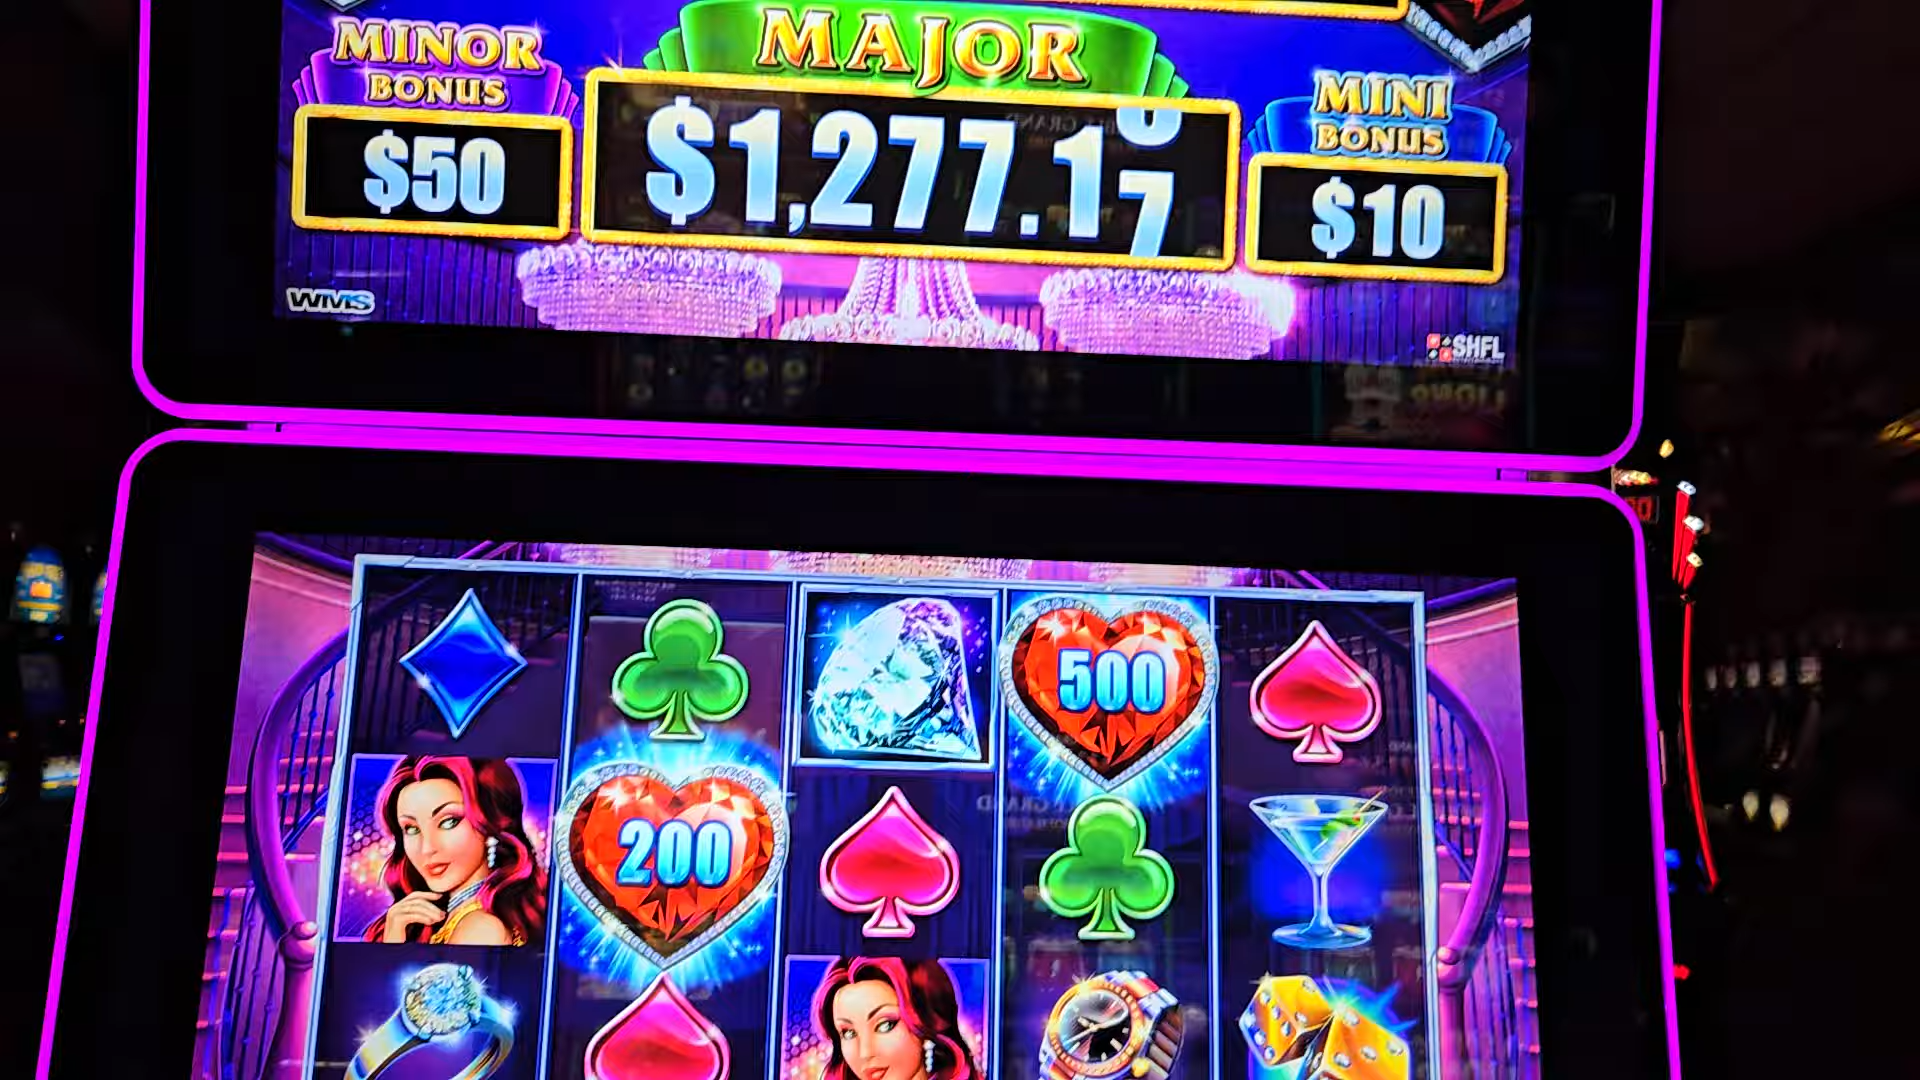 MINOR
BONUS
$50
MAJOR
$1,277.17
MINI
BONUS
$10
WMS
SHFL
500
200